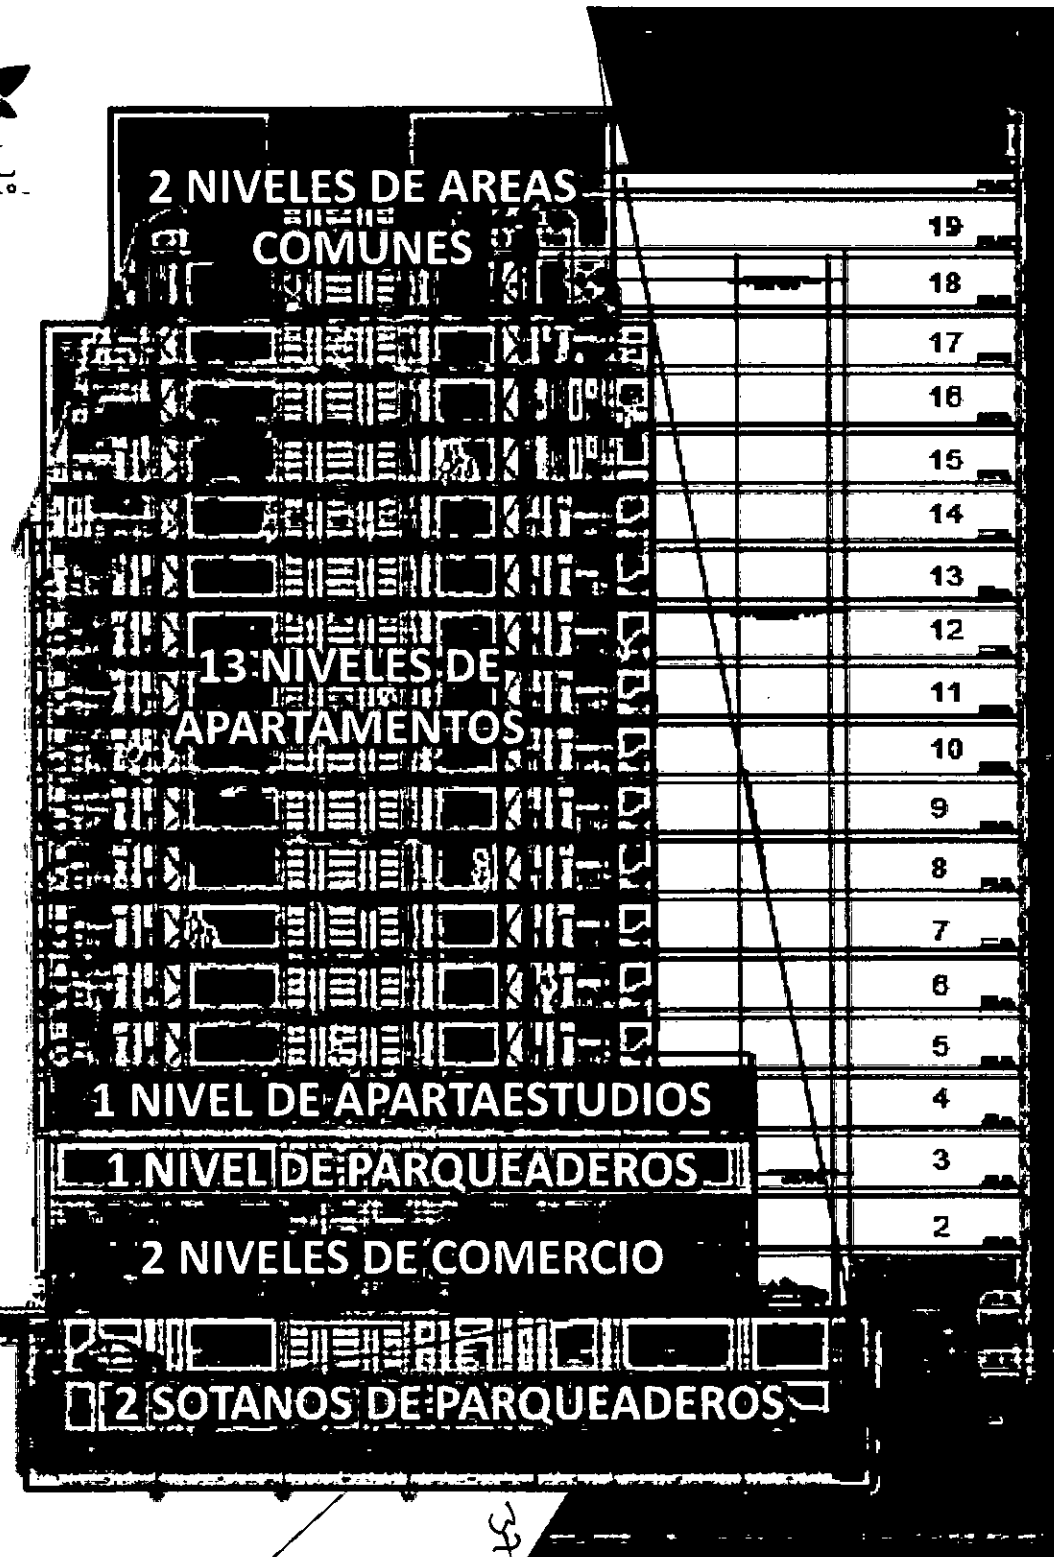 2 NIVELES DE AREAS
COMUNES
19
18
17
16
15
14
13
12
13 NIVELES DE
11
APARTAMENTOS
10
9
8
7
6
5
1 NIVEL DE APARTAESTUDIOS
4
1 NIVEL DE PARQUEADEROS
3
2 NIVELES DE COMERCIO
2
2 SOTANOS DE PARQUEADEROS